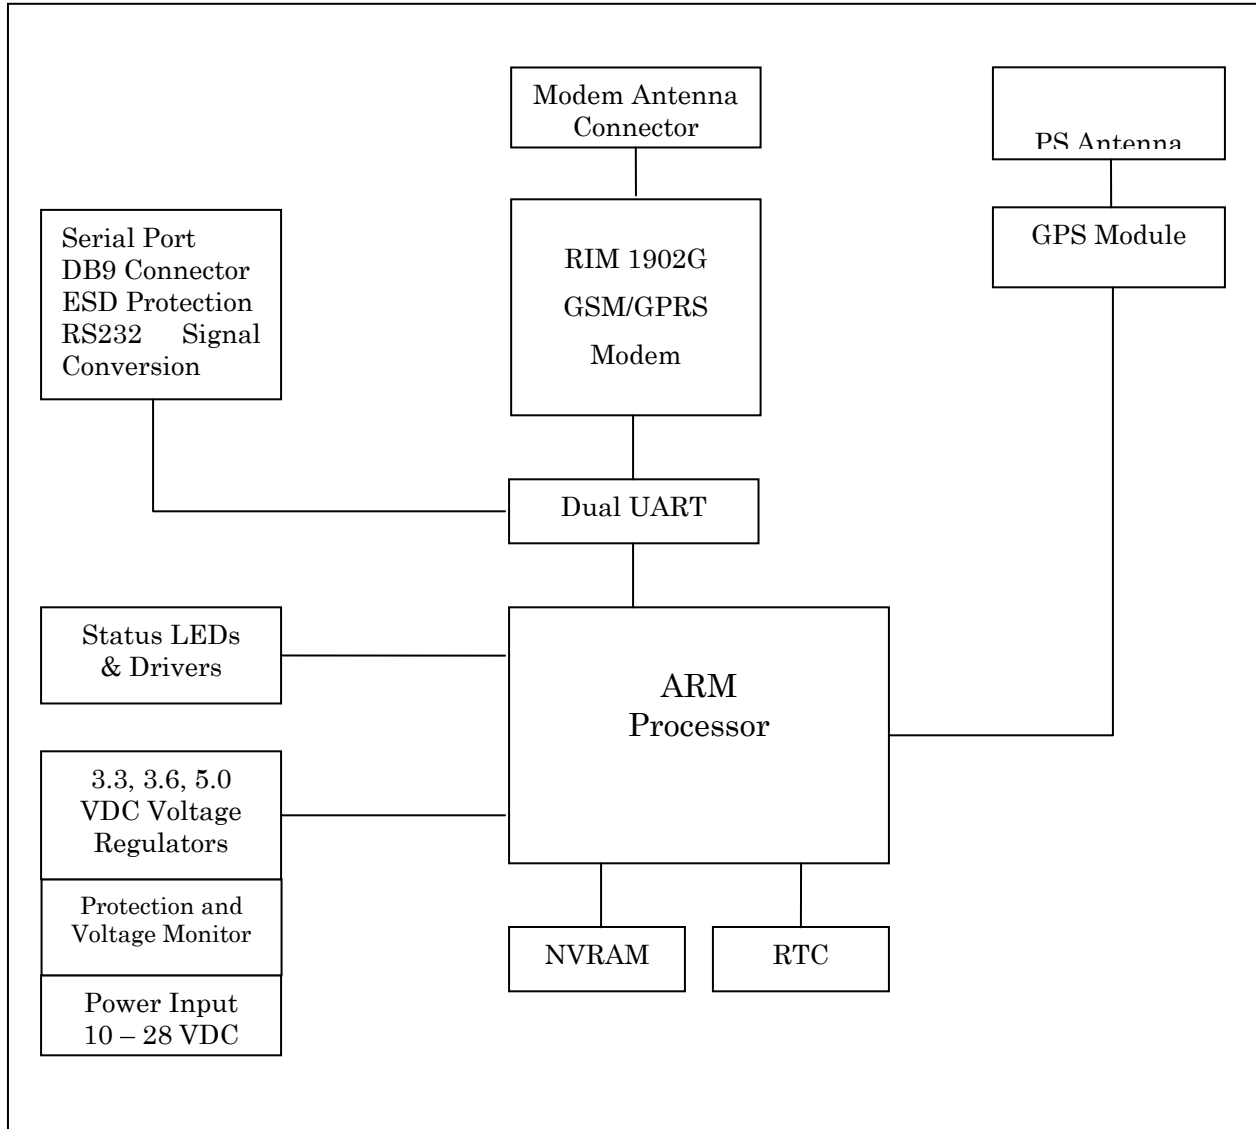 Modem Antenna
Connector
PS Antenna
Serial Port
DB9 Connector
ESD Protection
RS232 Signal
Conversion
RIM 1902G
GSM/GPRS
Modem
GPS Module
Dual UART
Status LEDs
& Drivers
ARM
Processor
3.3, 3.6, 5.0
VDC Voltage
Regulators
Protection and
Voltage Monitor
NVRAM
RTC
Power Input
10 – 28 VDC